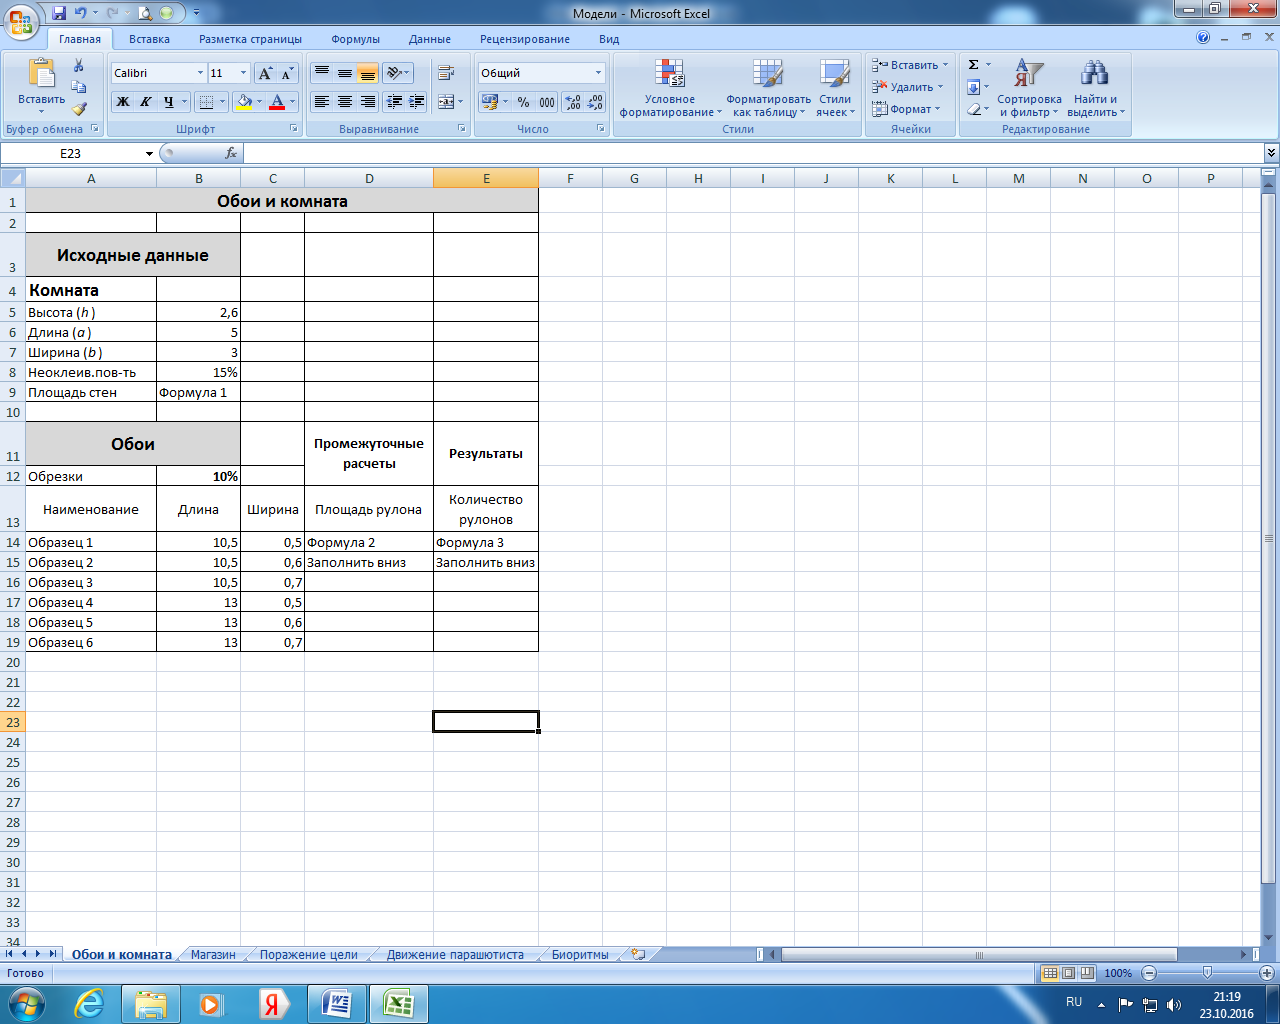 Модели - Microsoft Excel
Главная Вставка Разметка страницы Формулы Данные Рецензирование Вид
Вставить
Буфер обмена
Calibri 11
Ж К Ч
Шрифт
Выравнивание
Общий
% 000
Число
Условное форматирование
Форматировать как таблицу
Стили ячеек
Стили
Вставить
Удалить
Формат
Ячейки
Σ
Сортировка и фильтр
Найти и выделить
Редактирование
E23 fx
A B C D E F G H I J K L M N O P
1 Обои и комната
2
3 Исходные данные
4 Комната
5 Высота (h) 2,6
6 Длина (a) 5
7 Ширина (b) 3
8 Неоклеив.пов-ть 15%
9 Площадь стен Формула 1
10
11 Обои Промежуточные расчеты Результаты
12 Обрезки 10%
13 Наименование Длина Ширина Площадь рулона Количество рулонов
14 Образец 1 10,5 0,5 Формула 2 Формула 3
15 Образец 2 10,5 0,6 Заполнить вниз Заполнить вниз
16 Образец 3 10,5 0,7
17 Образец 4 13 0,5
18 Образец 5 13 0,6
19 Образец 6 13 0,7
20
21
22
23
24
25
26
27
28
29
30
31
32
33
34
Обои и комната Магазин Поражение цели Движение парашютиста Биоритмы
Готово 100%
RU 21:19
23.10.2016